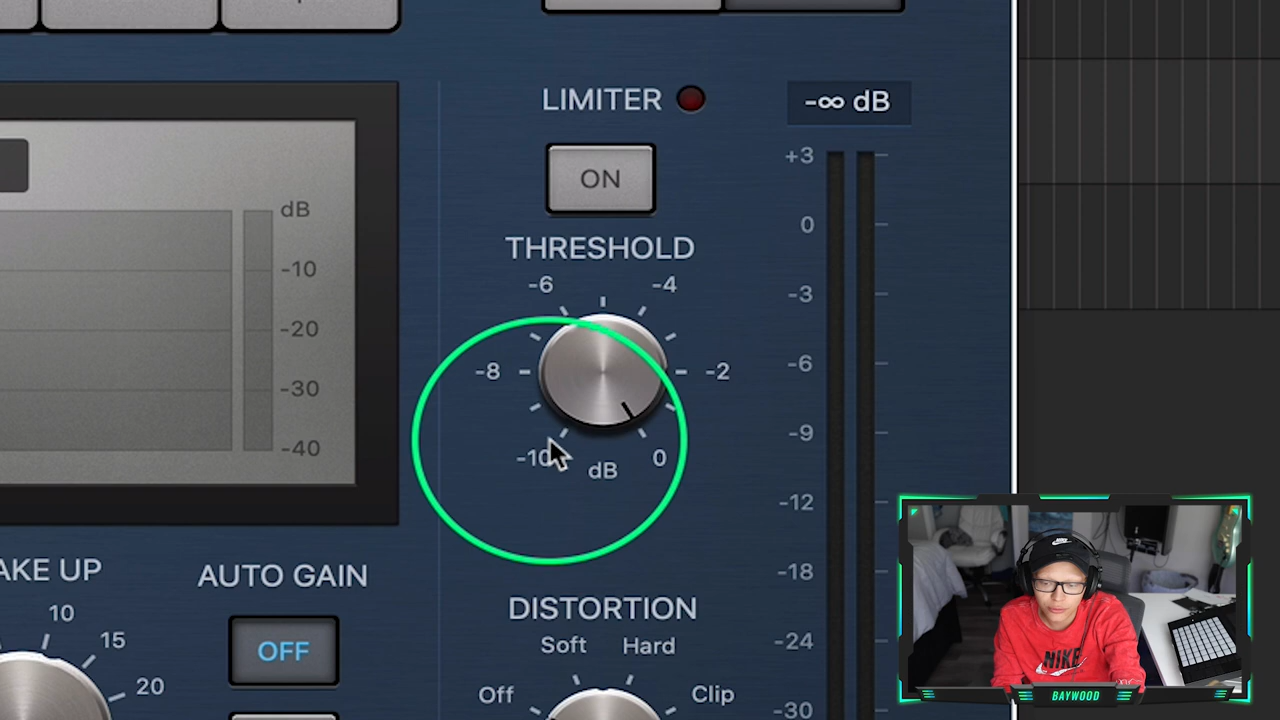 LIMITER
-∞ dB
ON
THRESHOLD
-6
-4
-8
-2
-10
dB
0
+3
0
-3
-6
-9
-12
-18
-24
-30
dB
-10
-20
-30
-40
AKE UP
10
15
20
AUTO GAIN
OFF
DISTORTION
Soft
Hard
Off
Clip
NIKE
BAYWOOD